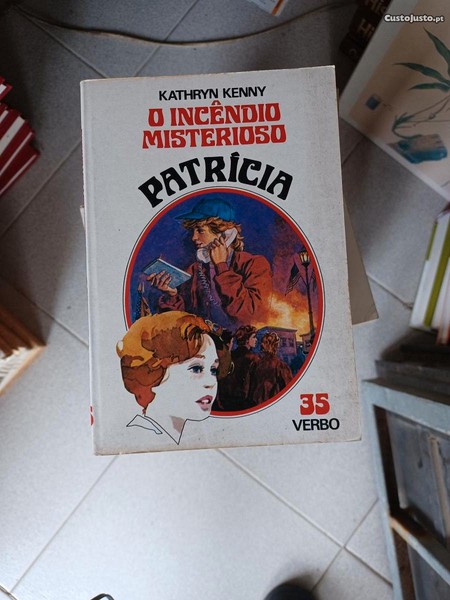 CustoJusto.pt
KATHRYN KENNY
O INCÊNDIO
MISTERIOSO
PATRÍCIA
35
VERBO